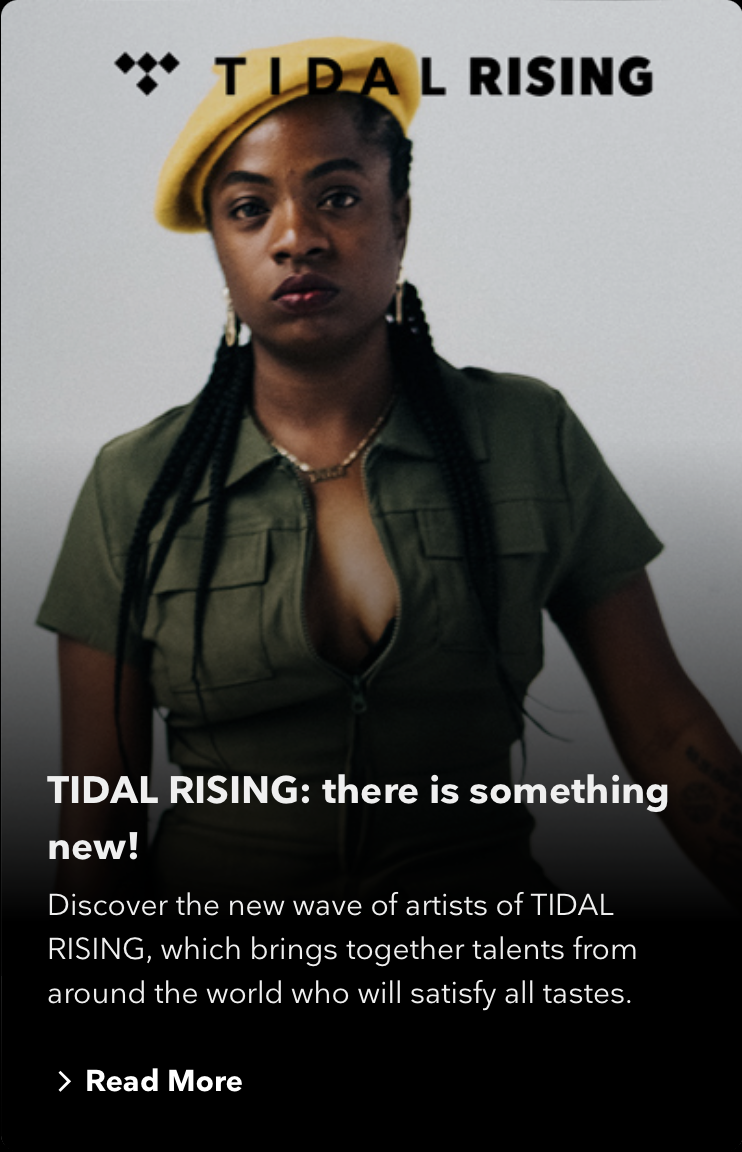 TIDAL RISING
TIDAL RISING: there is something
new!
Discover the new wave of artists of TIDAL
RISING, which brings together talents from
around the world who will satisfy all tastes.
Read More